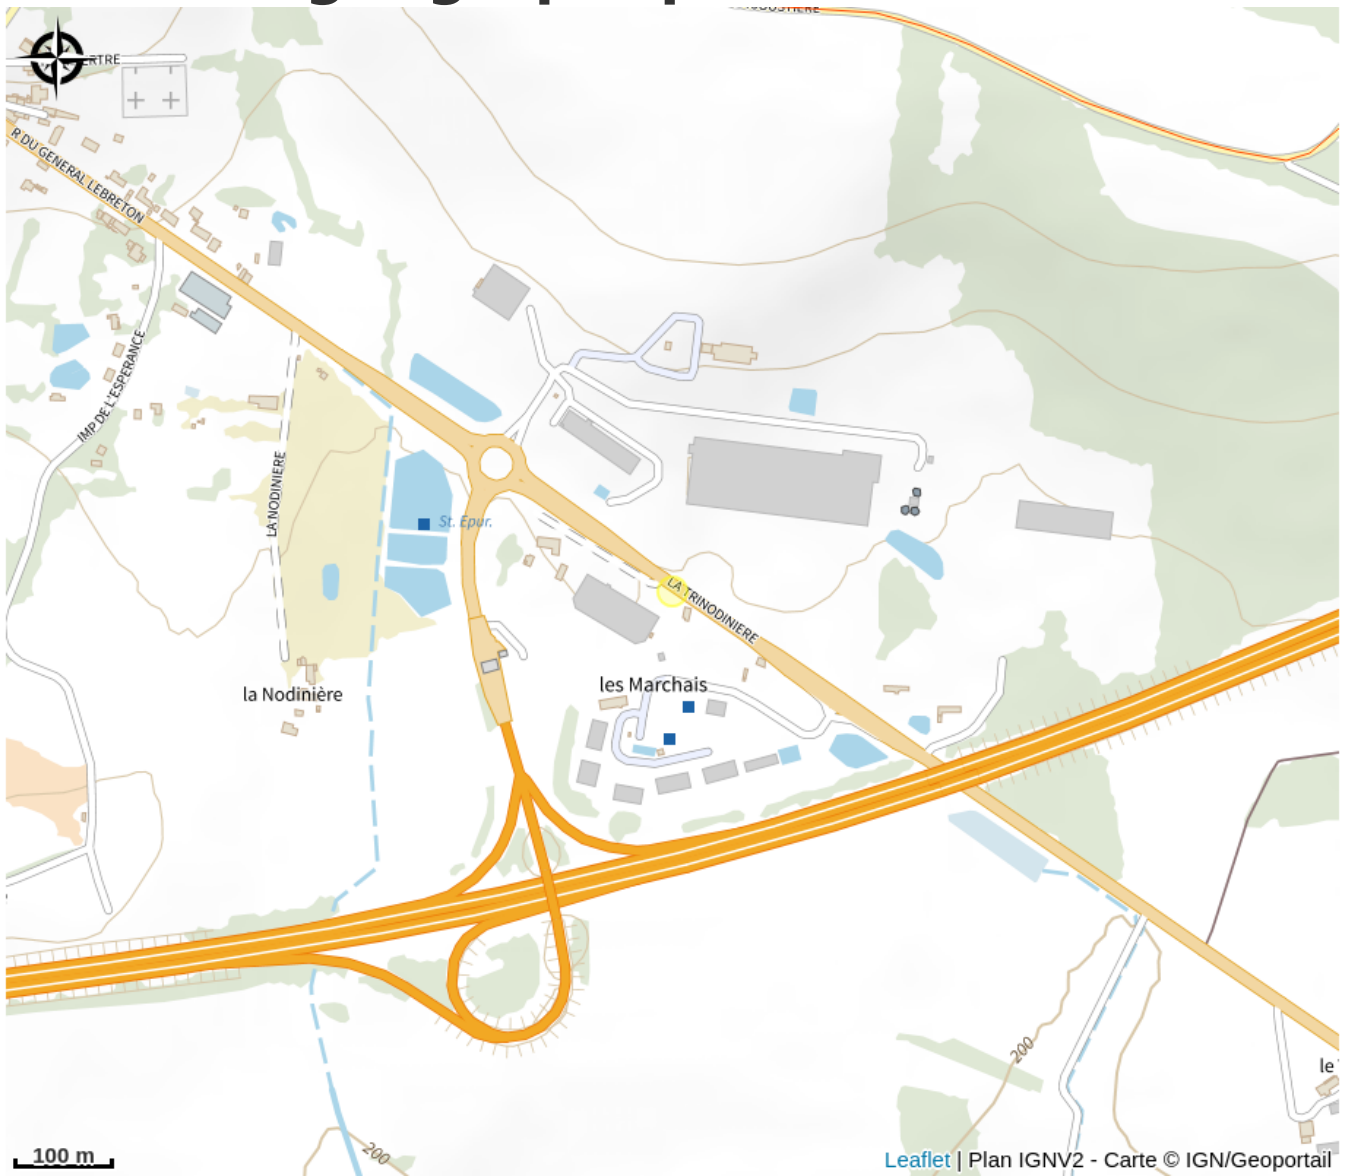 R DU GENERAL LEBRETON
IMP DE L'ESPERANCE
LA NODINIERE
St. Epur.
LA TRINODINIERE
les Marchais
la Nodinière
200
le
200
100 m
Leaflet | Plan IGNV2 - Carte © IGN/Geoportail